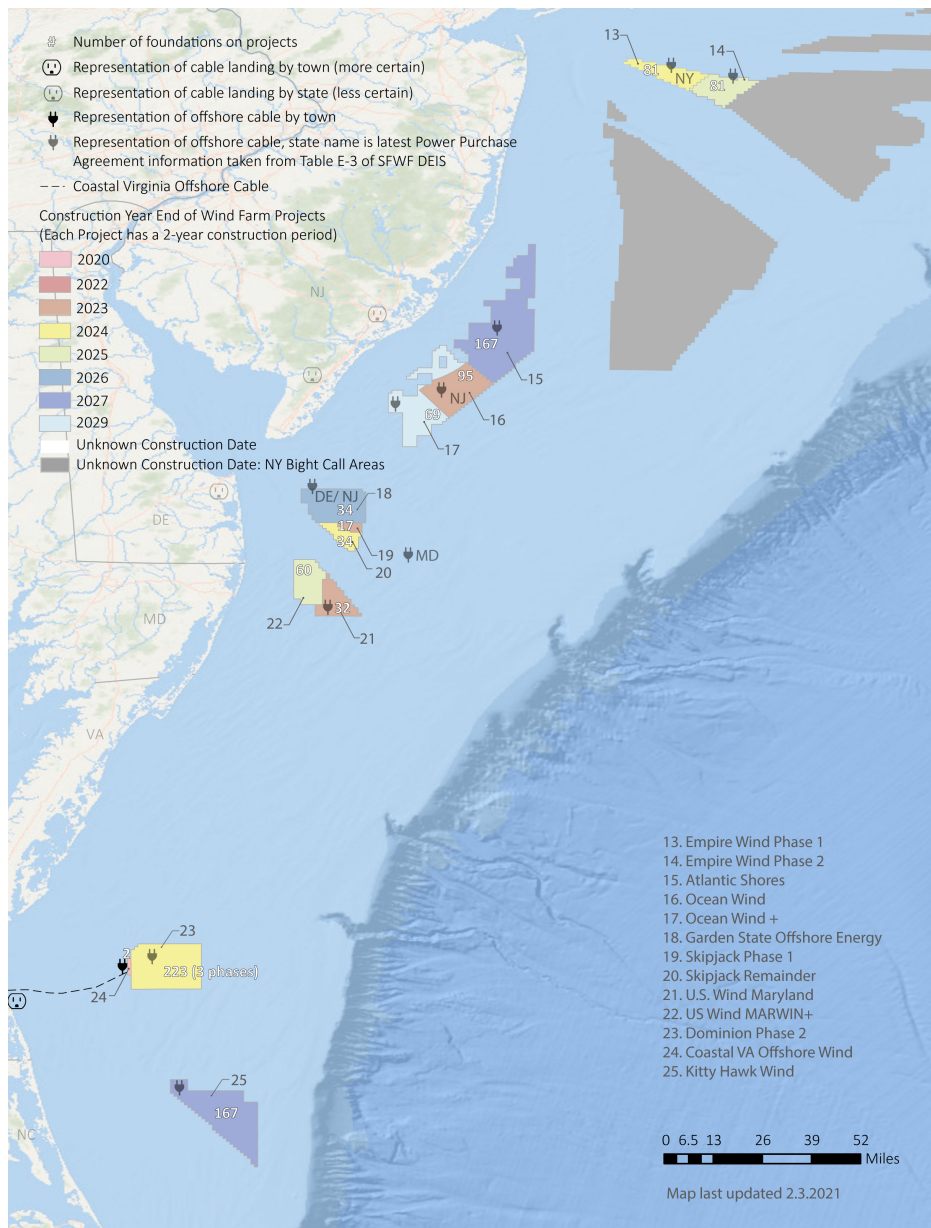 # Number of foundations on projects
Representation of cable landing by town (more certain)
Representation of cable landing by state (less certain)
Representation of offshore cable by town
Representation of offshore cable, state name is latest Power Purchase
Agreement information taken from Table E-3 of SFWF DEIS
Coastal Virginia Offshore Cable
Construction Year End of Wind Farm Projects
(Each Project has a 2-year construction period)
2020
2022
2023
2024
2025
2026
2027
2029
Unknown Construction Date
Unknown Construction Date: NY Bight Call Areas
13
14
81
NY
81
NJ
167
15
95
NJ
16
69
17
DE/ NJ
18
34
17
19
34
20
MD
60
32
22
21
DE
MD
VA
23
2
223 (3 phases)
24
25
167
NC
13. Empire Wind Phase 1
14. Empire Wind Phase 2
15. Atlantic Shores
16. Ocean Wind
17. Ocean Wind +
18. Garden State Offshore Energy
19. Skipjack Phase 1
20. Skipjack Remainder
21. U.S. Wind Maryland
22. US Wind MARWIN+
23. Dominion Phase 2
24. Coastal VA Offshore Wind
25. Kitty Hawk Wind
0 6.5 13 26 39 52
Miles
Map last updated 2.3.2021